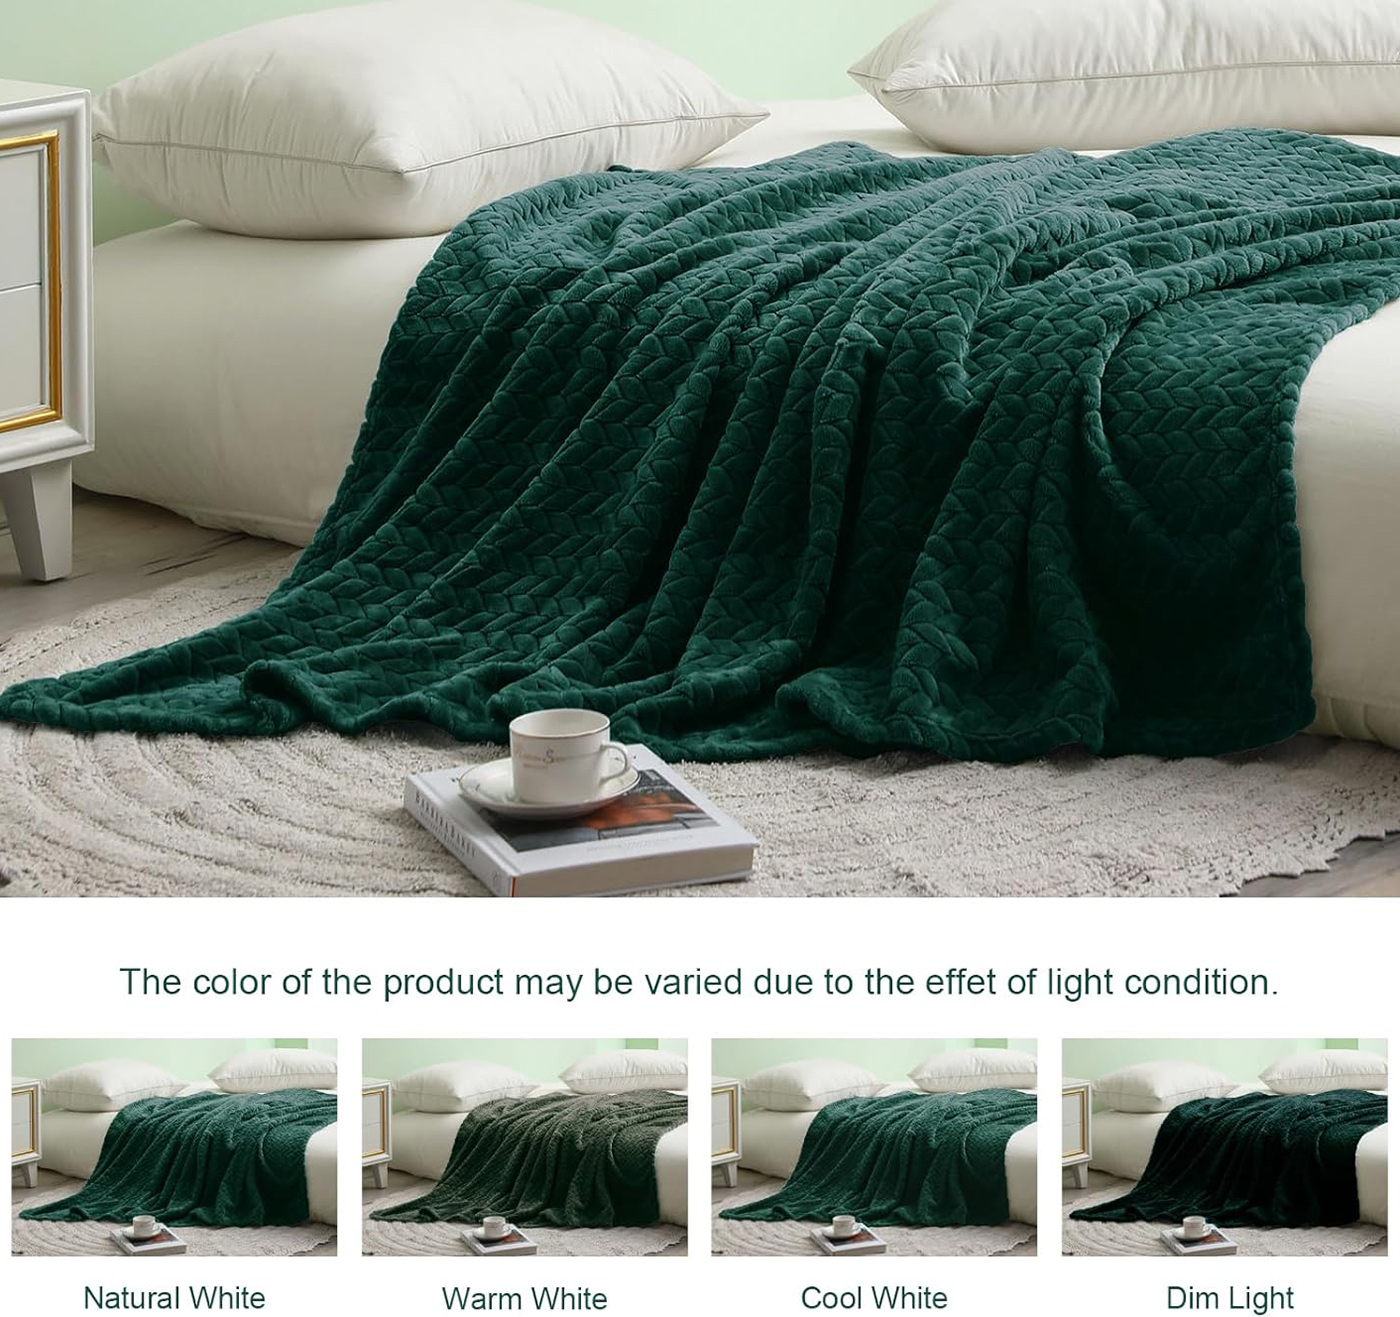 The color of the product may be varied due to the effet of light condition.
Natural White
Warm White
Cool White
Dim Light